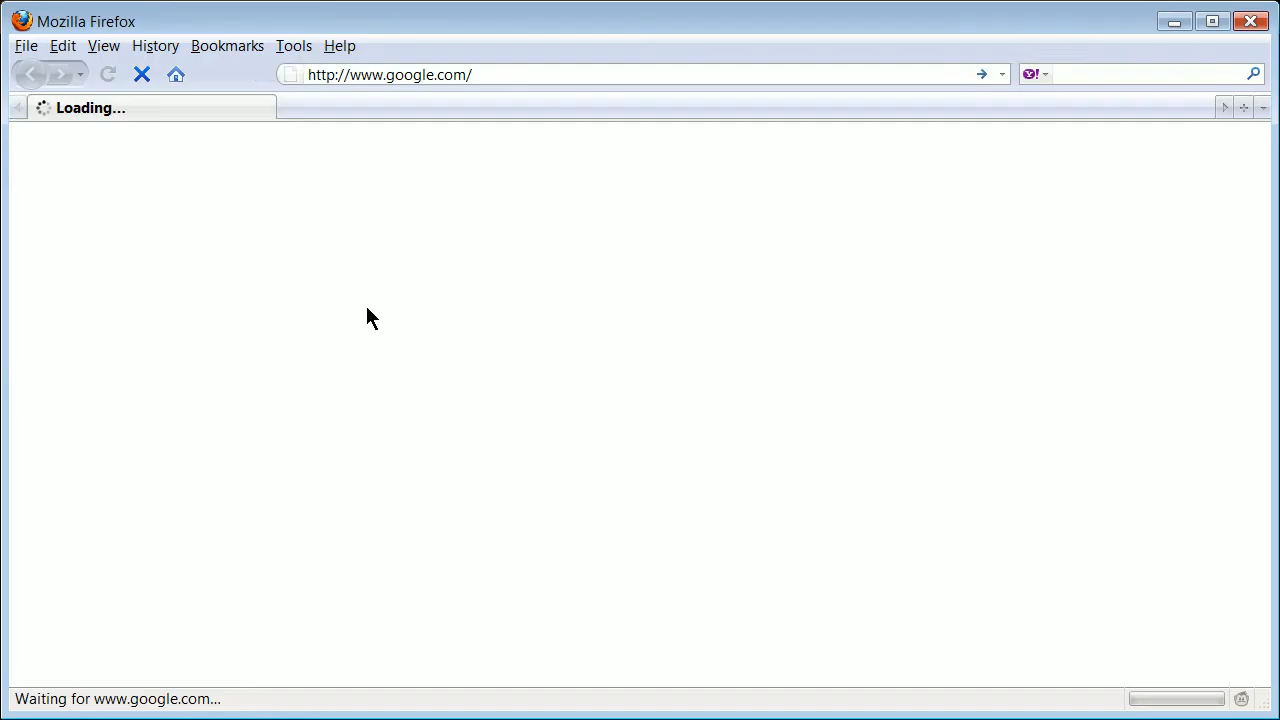 Mozilla Firefox
File Edit View History Bookmarks Tools Help
http://www.google.com/
Y!
Loading...
Waiting for www.google.com...